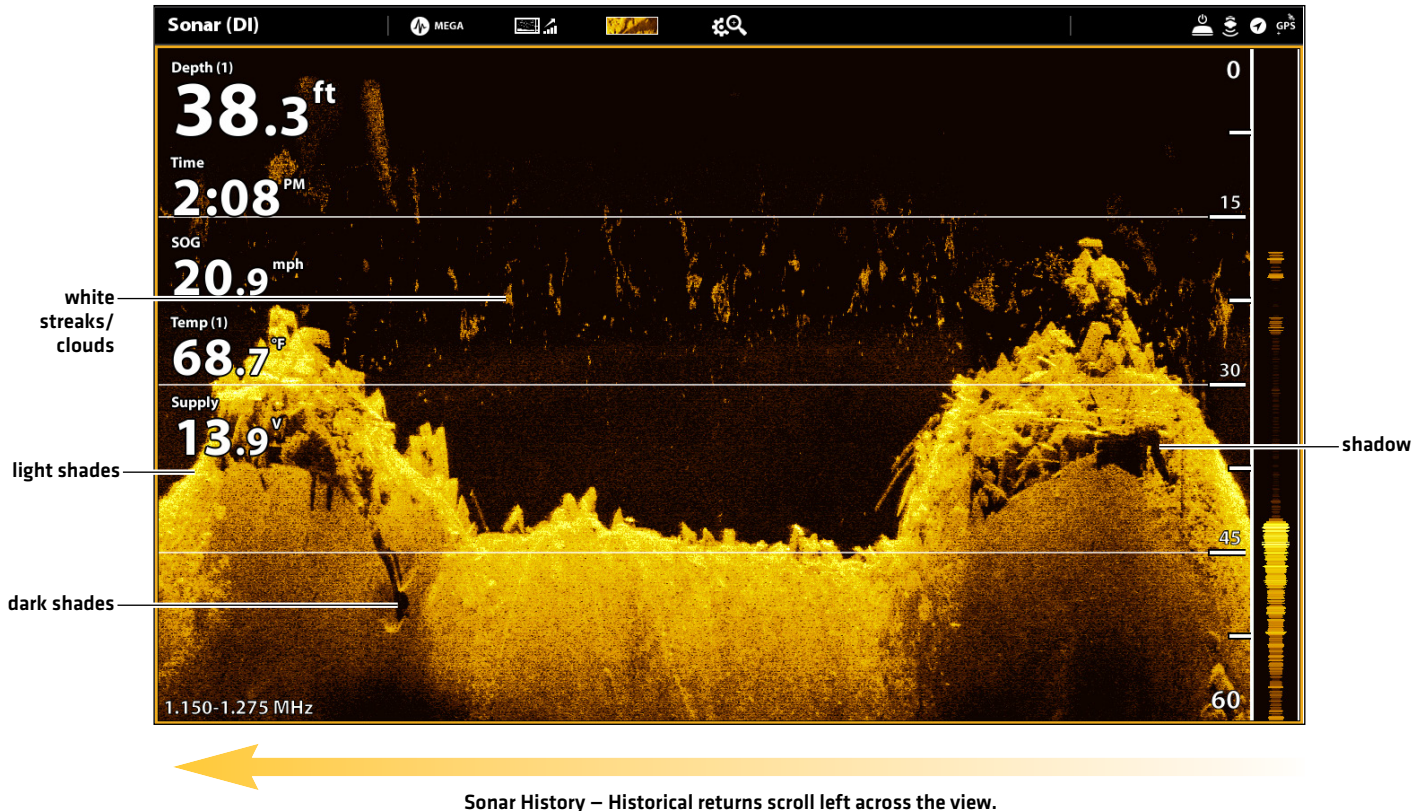 Sonar (DI)
MEGA
GPS
Depth (1)
38.3 ft
0
Time
2:08 PM
15
SOG
20.9 mph
white
streaks/
clouds
Temp (1)
68.7 °F
30
Supply
13.9 V
shadow
light shades
45
dark shades
60
1.150-1.275 MHz
Sonar History – Historical returns scroll left across the view.